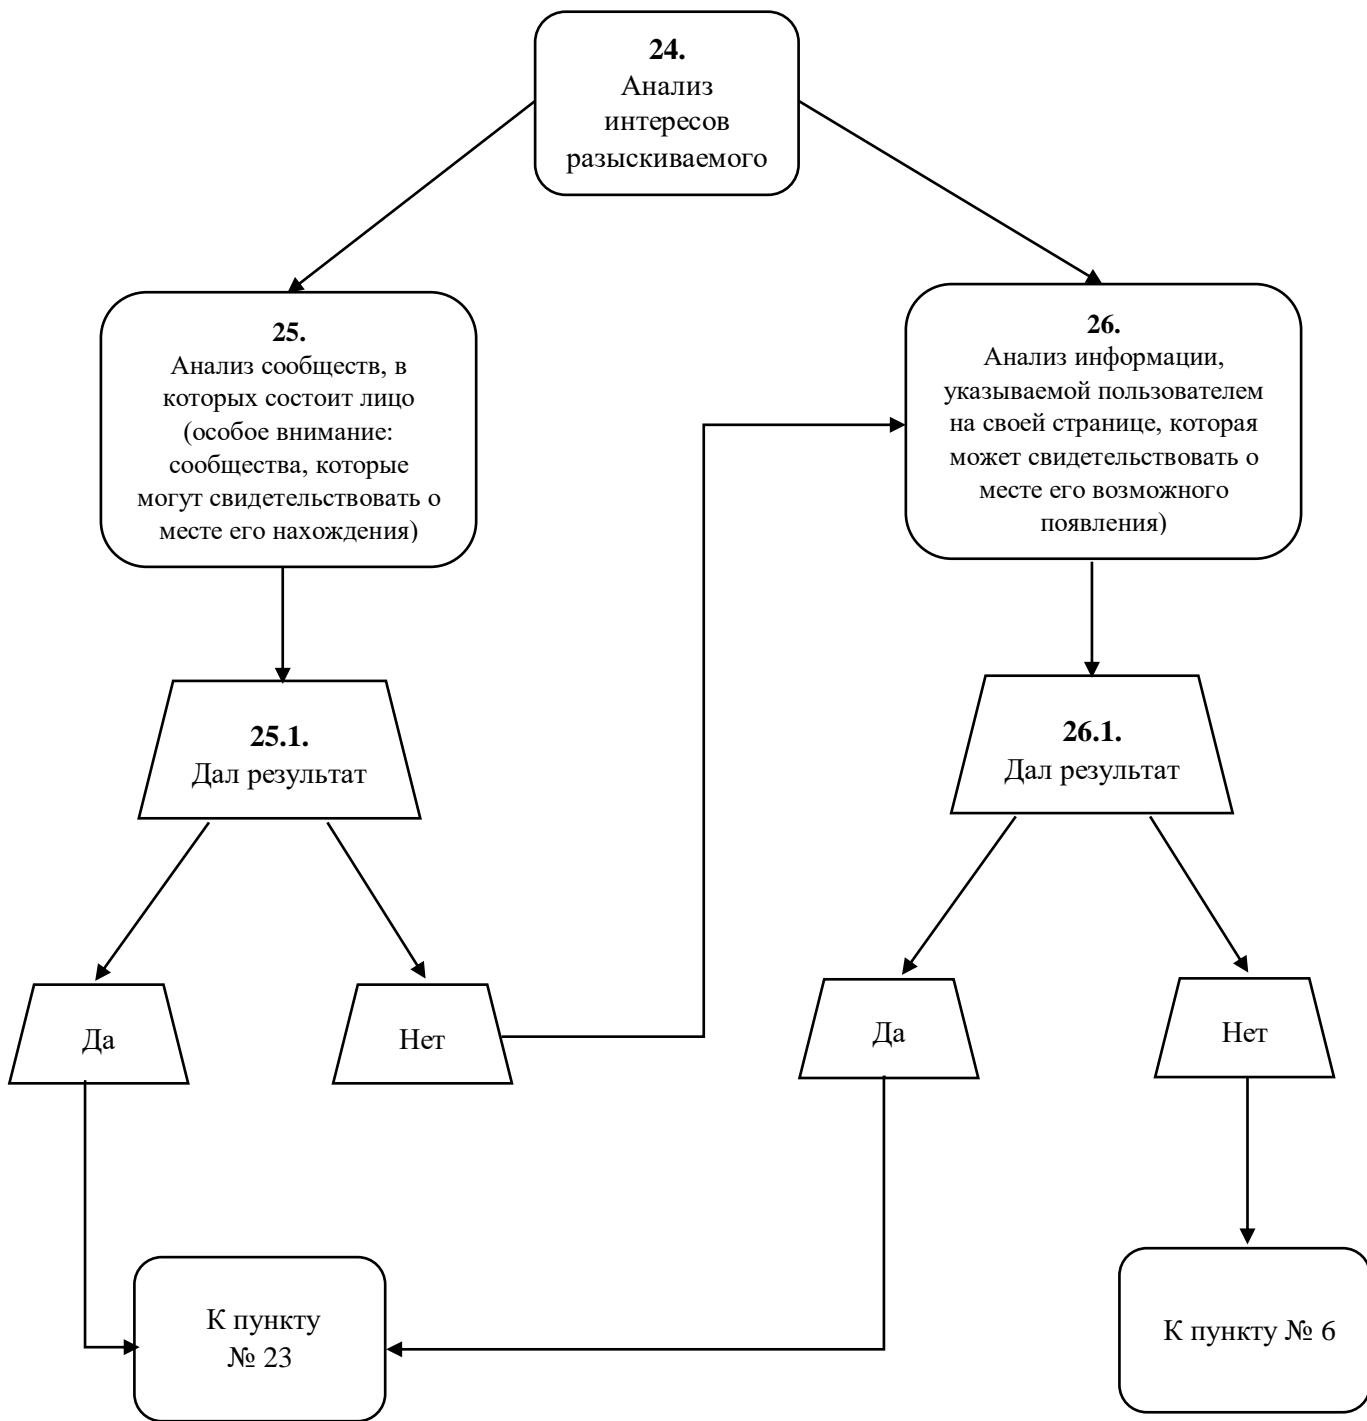 24.
Анализ
интересов
разыскиваемого
25.
Анализ сообществ, в
которых состоит лицо
(особое внимание:
сообщества, которые
могут свидетельствовать о
месте его нахождения)
26.
Анализ информации,
указываемой пользователем
на своей странице, которая
может свидетельствовать о
месте его возможного
появления)
25.1.
Дал результат
26.1.
Дал результат
Да
Нет
Да
Нет
К пункту
№ 23
К пункту № 6